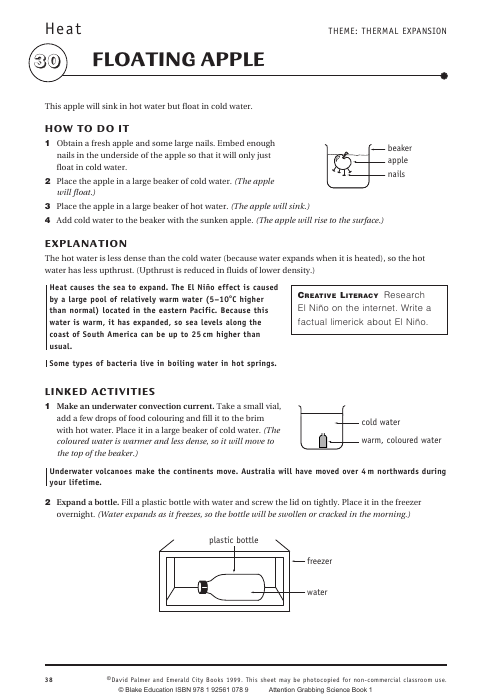 Heat
THEME: THERMAL EXPANSION
30
FLOATING APPLE
This apple will sink in hot water but float in cold water.
HOW TO DO IT
1 Obtain a fresh apple and some large nails. Embed enough
nails in the underside of the apple so that it will only just
float in cold water.
2 Place the apple in a large beaker of cold water. (The apple
will float.)
3 Place the apple in a large beaker of hot water. (The apple will sink.)
4 Add cold water to the beaker with the sunken apple. (The apple will rise to the surface.)
beaker
apple
nails
EXPLANATION
The hot water is less dense than the cold water (because water expands when it is heated), so the hot
water has less upthrust. (Upthrust is reduced in fluids of lower density.)
Heat causes the sea to expand. The El Niño effect is caused
by a large pool of relatively warm water (5–10°C higher
than normal) located in the eastern Pacific. Because this
water is warm, it has expanded, so sea levels along the
coast of South America can be up to 25 cm higher than
usual.
Some types of bacteria live in boiling water in hot springs.
CREATIVE LITERACY Research
El Niño on the internet. Write a
factual limerick about El Niño.
LINKED ACTIVITIES
1 Make an underwater convection current. Take a small vial,
add a few drops of food colouring and fill it to the brim
with hot water. Place it in a large beaker of cold water. (The
coloured water is warmer and less dense, so it will move to
the top of the beaker.)
cold water
warm, coloured water
Underwater volcanoes make the continents move. Australia will have moved over 4 m northwards during
your lifetime.
2 Expand a bottle. Fill a plastic bottle with water and screw the lid on tightly. Place it in the freezer
overnight. (Water expands as it freezes, so the bottle will be swollen or cracked in the morning.)
plastic bottle
freezer
water
38
©David Palmer and Emerald City Books 1999. This sheet may be photocopied for non-commercial classroom use.
© Blake Education ISBN 978 1 92561 078 9 Attention Grabbing Science Book 1